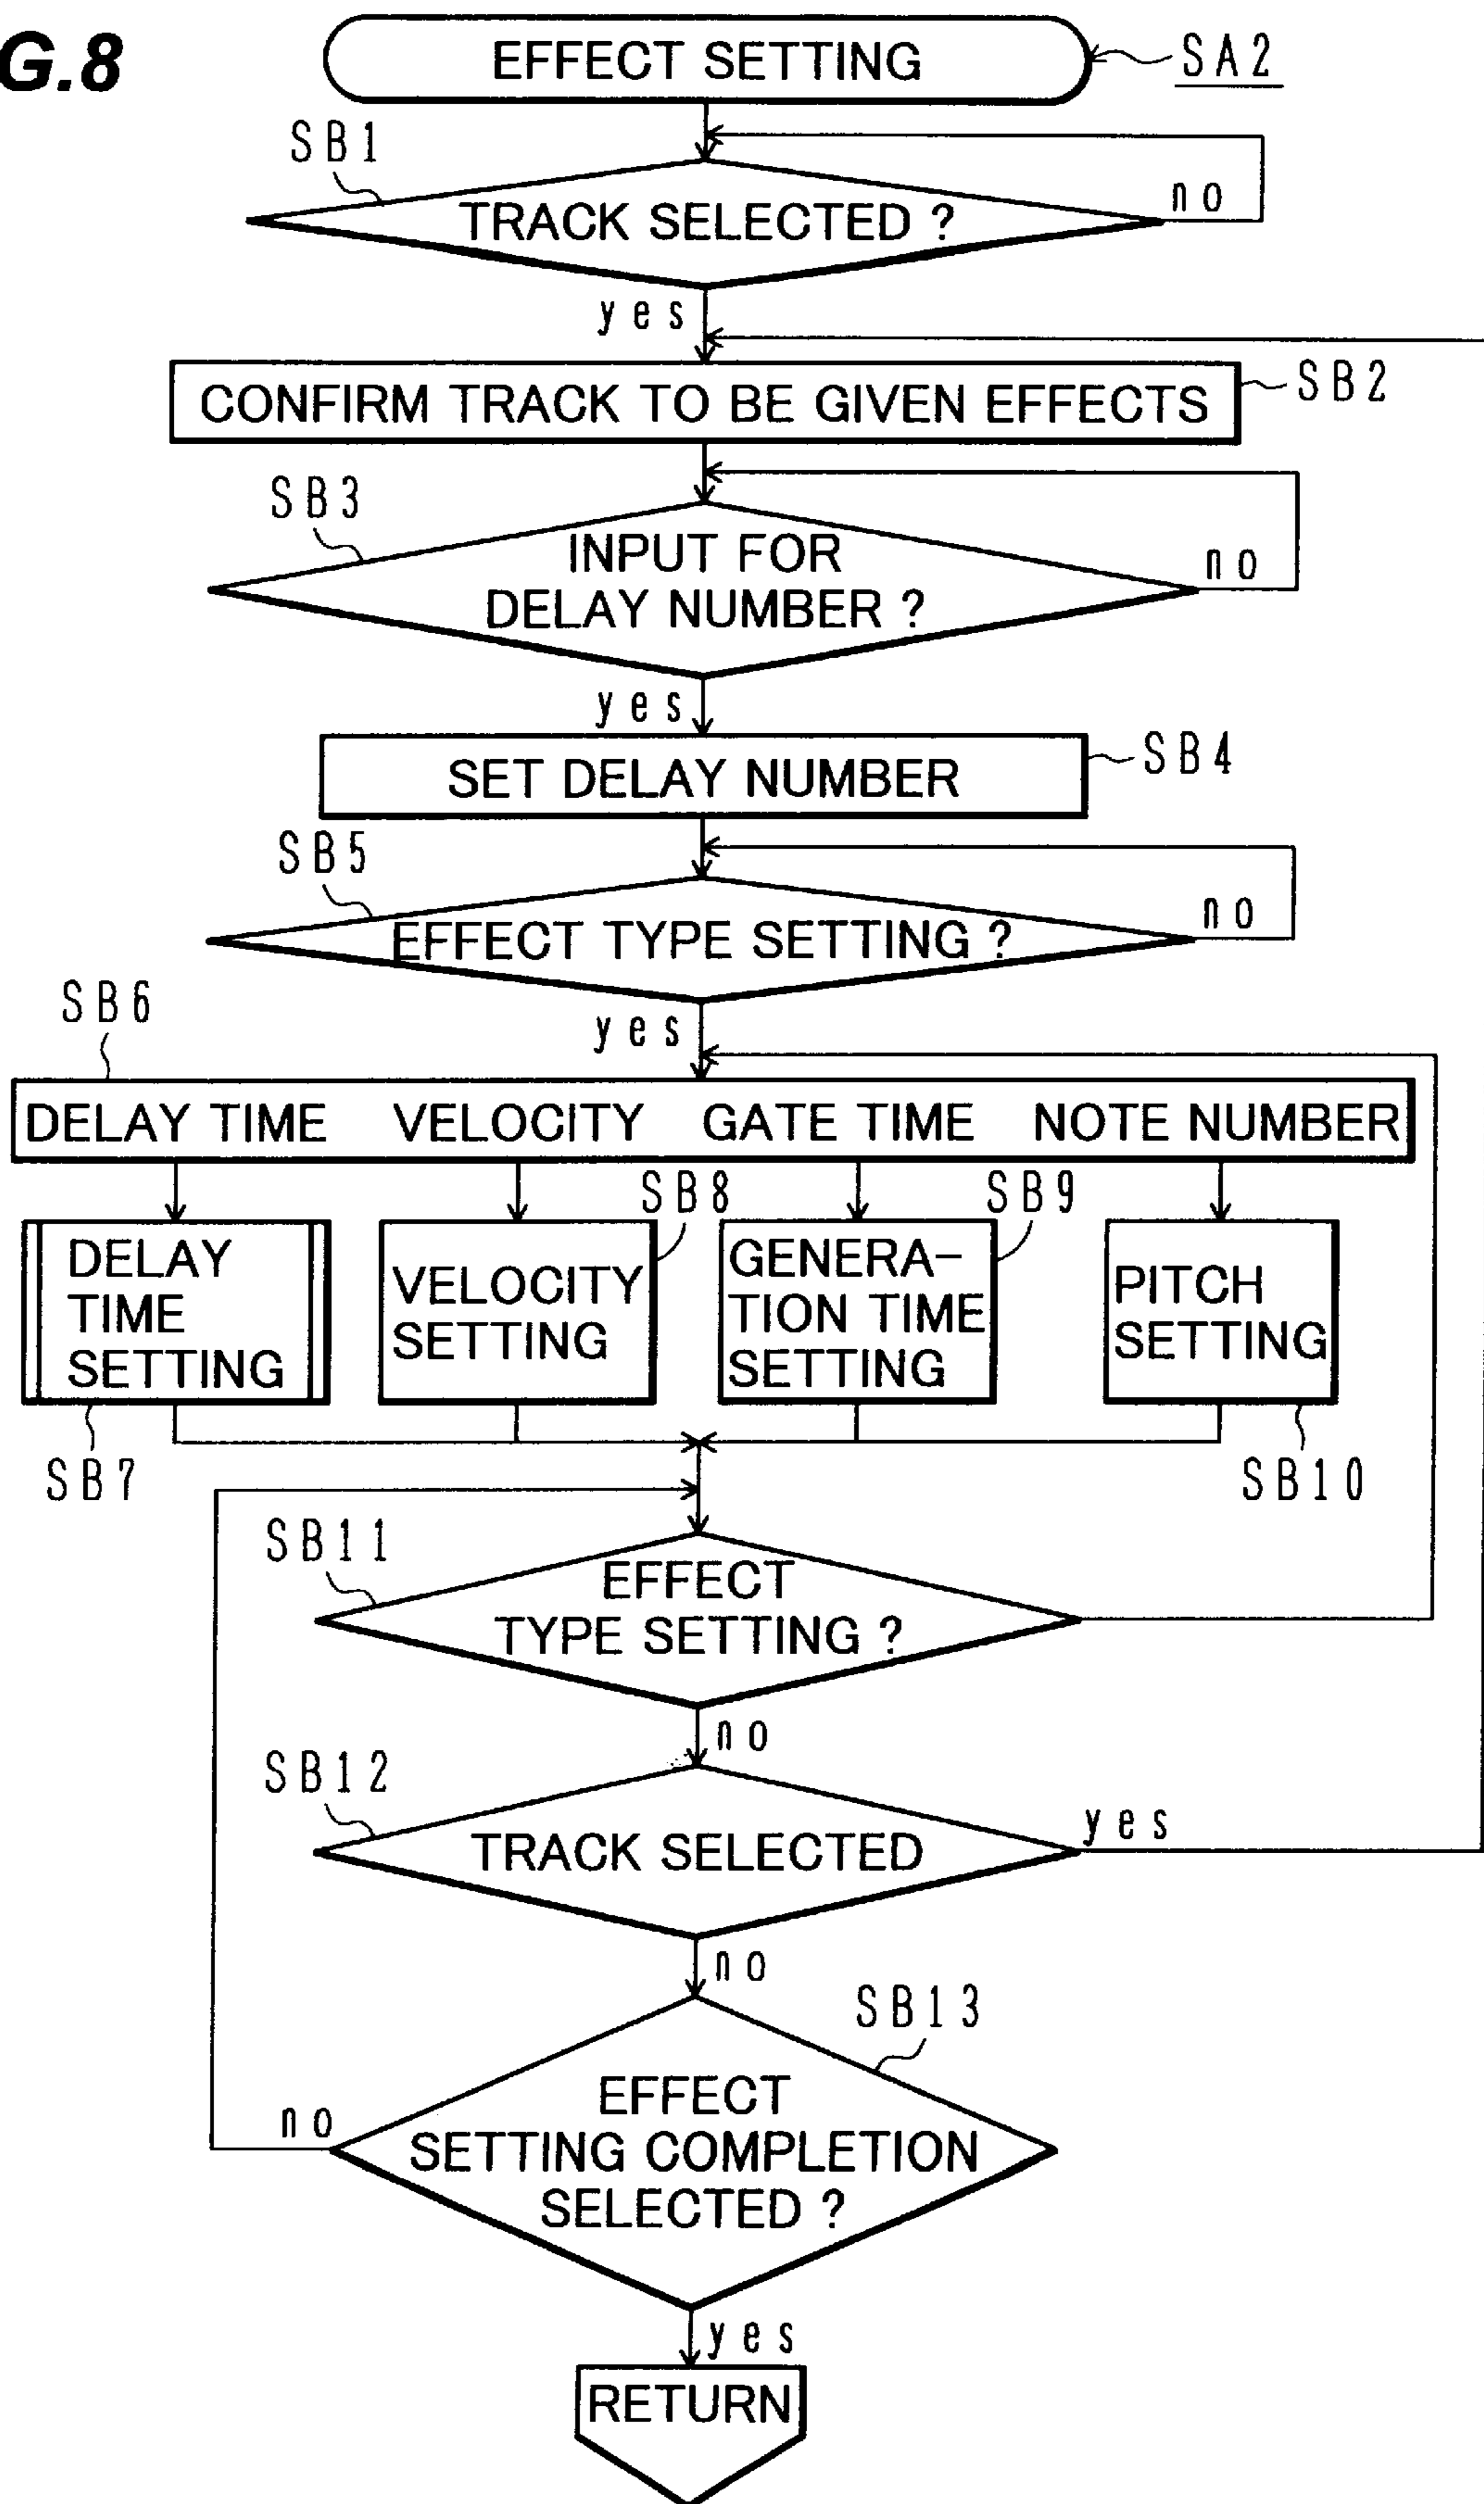 G.8
EFFECT SETTING
SA2
SB1
TRACK SELECTED ?
no
yes
CONFIRM TRACK TO BE GIVEN EFFECTS
SB2
SB3
INPUT FOR
DELAY NUMBER ?
no
yes
SET DELAY NUMBER
SB4
SB5
EFFECT TYPE SETTING ?
no
yes
SB6
DELAY TIME VELOCITY GATE TIME NOTE NUMBER
SB8
SB9
DELAY
TIME
SETTING
VELOCITY
SETTING
GENERA-
TION TIME
SETTING
PITCH
SETTING
SB7
SB10
SB11
EFFECT
TYPE SETTING ?
no
SB12
TRACK SELECTED
yes
no
SB13
EFFECT
SETTING COMPLETION
SELECTED ?
no
yes
RETURN